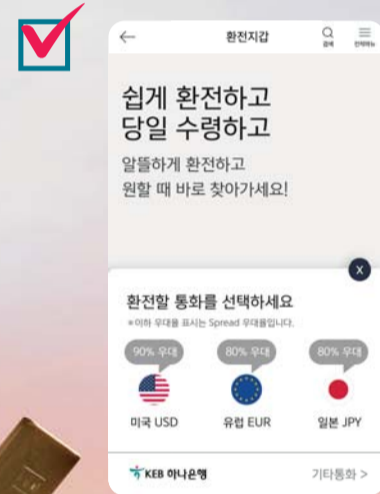 환전지갑
검색
전체메뉴
쉽게 환전하고
당일 수령하고
알뜰하게 환전하고
원할 때 바로 찾아가세요!
X
환전할 통화를 선택하세요
*이하 우대율 표시는 Spread 우대율입니다.
90% 우대
80% 우대
80% 우대
미국 USD
유럽 EUR
일본 JPY
KEB 하나은행
기타통화 >